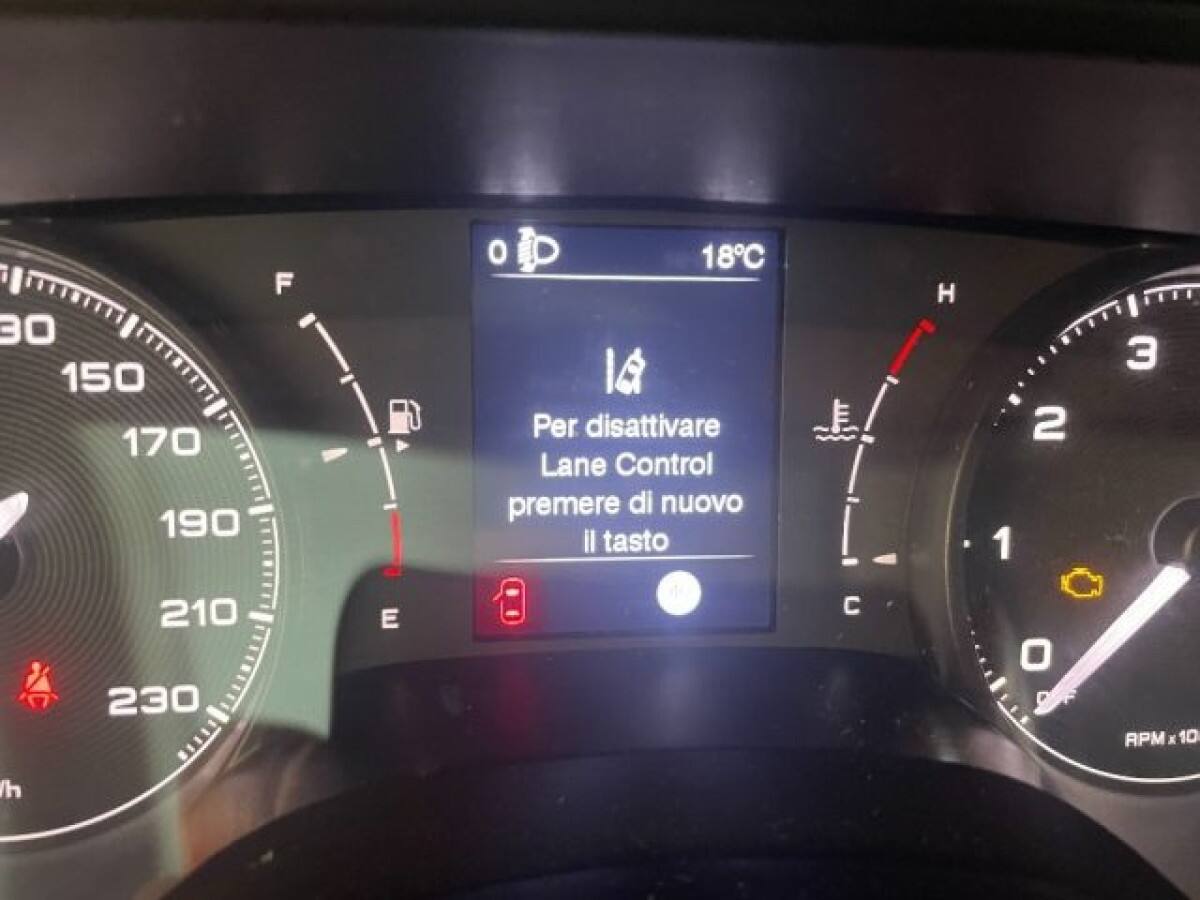 0 18°C
F
H
30
150
170
190
210
230
/h
Per disattivare
Lane Control
premere di nuovo
il tasto
E
C
3
2
1
0
RPM x 10